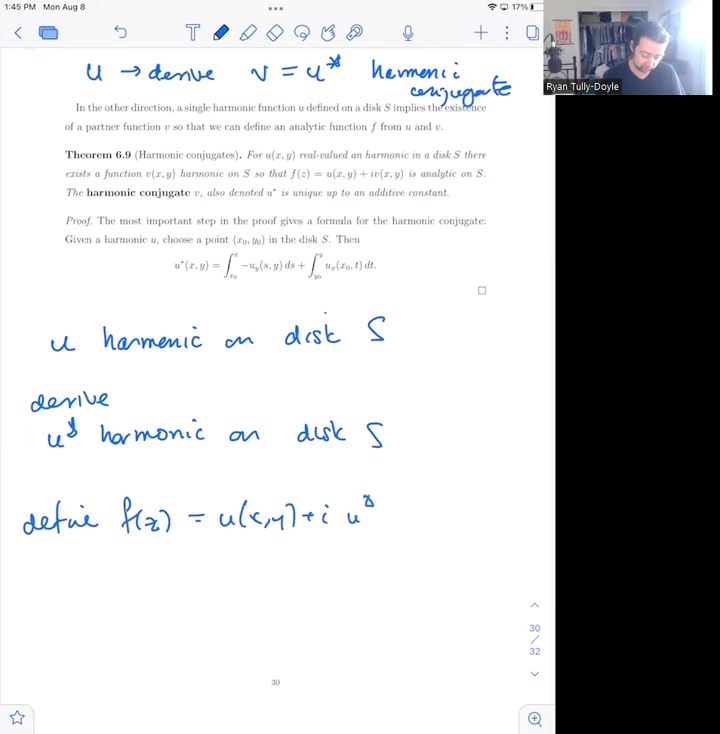 1:45 PM Mon Aug 8
17%
u → derive v = u* harmonic conjugate
Ryan Tully-Doyle
In the other direction, a single harmonic function u defined on a disk S implies the existence
of a partner function v so that we can define an analytic function f from u and v.
Theorem 6.9 (Harmonic conjugates). For u(x, y) real-valued an harmonic in a disk S there
exists a function v(x, y) harmonic on S so that f(z) = u(x, y) + iv(x, y) is analytic on S.
The harmonic conjugate v, also denoted u* is unique up to an additive constant.
Proof. The most important step in the proof gives a formula for the harmonic conjugate:
Given a harmonic u, choose a point (x₀, y₀) in the disk S. Then
u*(x, y) = ∫_{x₀}^{x} −u_y(s, y) ds + ∫_{y₀}^{y} u_x(x₀, t) dt.
□
u harmonic on disk S
derive
u* harmonic on disk S
define f(z) = u(x,y) + i u*
30
/
32
30